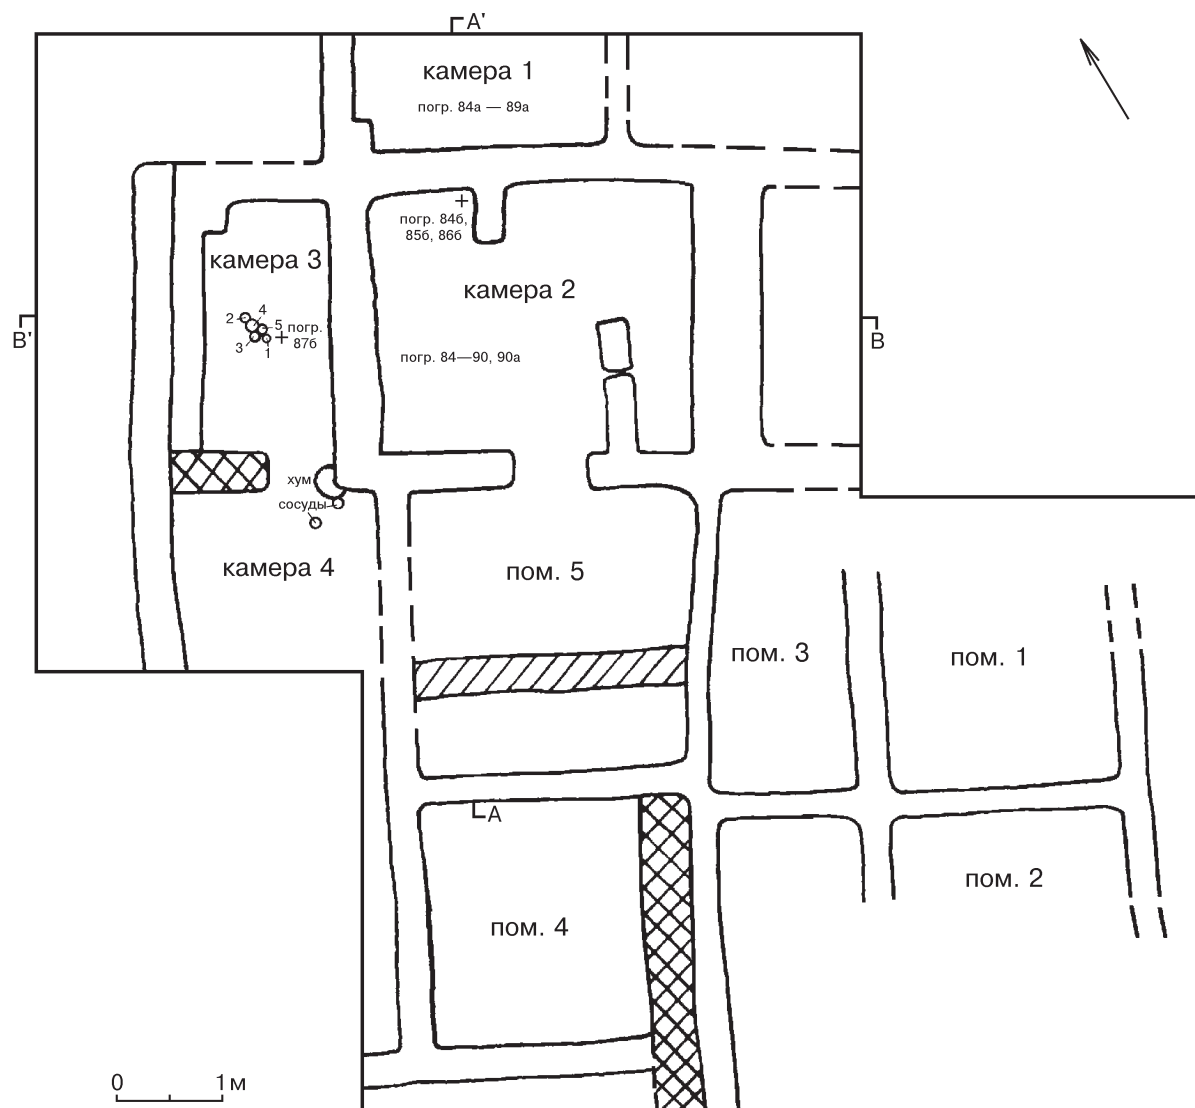 А'
камера 1
погр. 84а — 89а
погр. 84б,
85б, 86б
камера 3
камера 2
2
4
5
3
1
погр.
87б
В'
В
погр. 84—90, 90а
хум
сосуды
камера 4
пом. 5
пом. 3
пом. 1
А
пом. 2
пом. 4
0
1 м